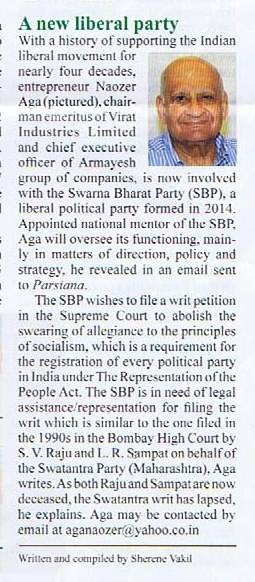 A new liberal party
With a history of supporting the Indian
liberal movement for
nearly four decades,
entrepreneur Naozer
Aga (pictured), chair-
man emeritus of Virat
Industries Limited
and chief executive
officer of Armayesh
group of companies, is now involved
with the Swarna Bharat Party (SBP), a
liberal political party formed in 2014.
Appointed national mentor of the SBP,
Aga will oversee its functioning, main-
ly in matters of direction, policy and
strategy, he revealed in an email sent
to Parsiana.
The SBP wishes to file a writ petition
in the Supreme Court to abolish the
swearing of allegiance to the principles
of socialism, which is a requirement for
the registration of every political party
in India under The Representation of the
People Act. The SBP is in need of legal
assistance/representation for filing the
writ which is similar to the one filed in
the 1990s in the Bombay High Court by
S. V. Raju and L. R. Sampat on behalf of
the Swatantra Party (Maharashtra), Aga
writes. As both Raju and Sampat are now
deceased, the Swatantra writ has lapsed,
he explains. Aga may be contacted by
email at aganaozer@yahoo.co.in
Written and compiled by Sherene Vakil